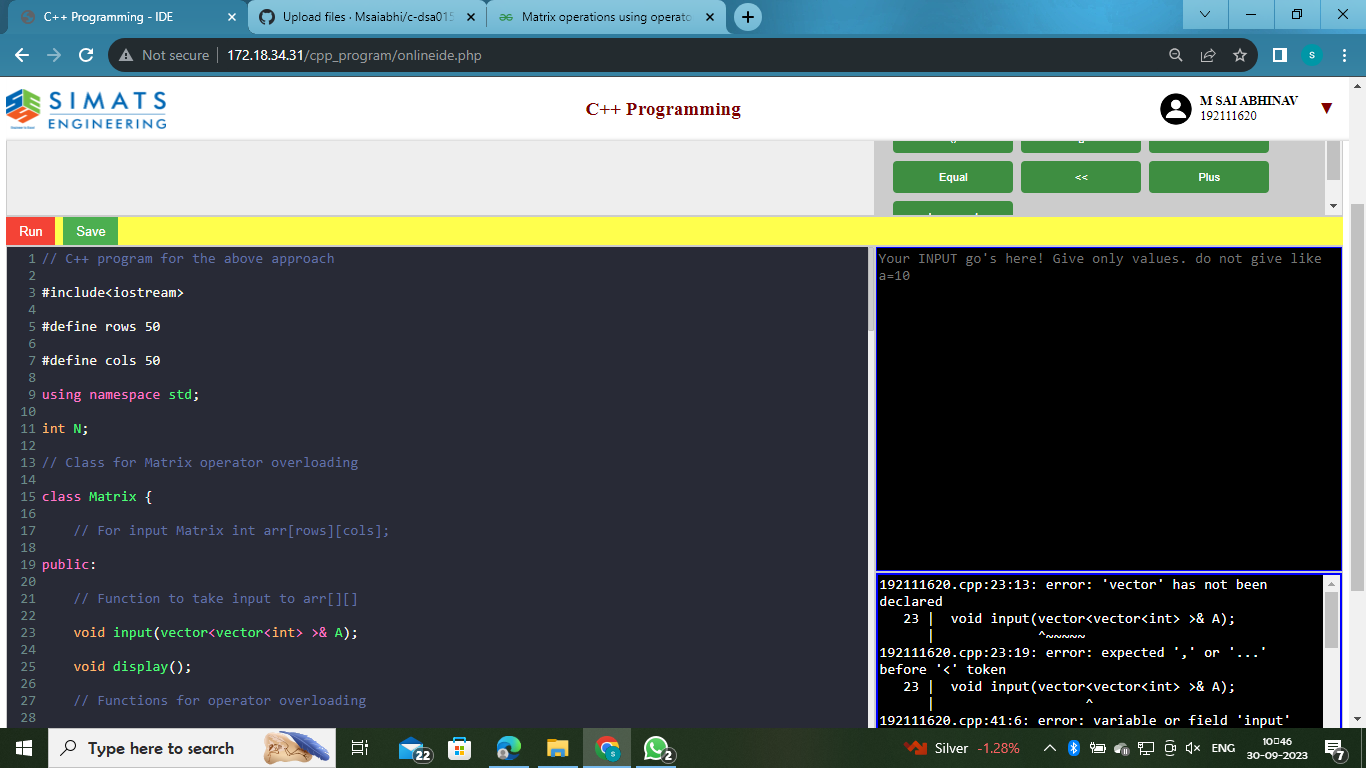 C++ Programming - IDE
Upload files · Msaiabhi/c-dsa015
Matrix operations using operato
Not secure
172.18.34.31/cpp_program/onlineide.php
S
SIMATS
ENGINEERING
C++ Programming
M SAI ABHINAV
192111620
Equal
<<
Plus
Run
Save
1 // C++ program for the above approach
2
3 #include<iostream>
4
5 #define rows 50
6
7 #define cols 50
8
9 using namespace std;
10
11 int N;
12
13 // Class for Matrix operator overloading
14
15 class Matrix {
16
17 // For input Matrix int arr[rows][cols];
18
19 public:
20
21 // Function to take input to arr[][]
22
23 void input(vector<vector<int> >& A);
24
25 void display();
26
27 // Functions for operator overloading
28
Your INPUT go's here! Give only values. do not give like
a=10
192111620.cpp:23:13: error: 'vector' has not been
declared
23 | void input(vector<vector<int> >& A);
| ^~~~~~
192111620.cpp:23:19: error: expected ',' or '...'
before '<' token
23 | void input(vector<vector<int> >& A);
| ^
192111620.cpp:41:6: error: variable or field 'input'
Type here to search
22
S
2
Silver -1.28%
ENG
10:46
30-09-2023
7